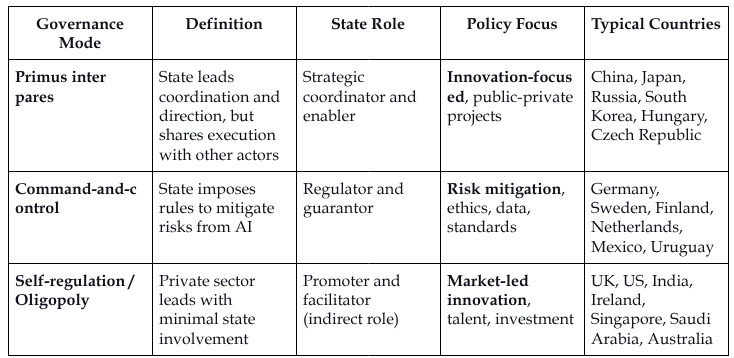 Governance Mode
Definition
State Role
Policy Focus
Typical Countries
Primus inter
pares
State leads
coordination and
direction, but
shares execution
with other actors
Strategic
coordinator and
enabler
Innovation-focus
ed, public-private
projects
China, Japan,
Russia, South
Korea, Hungary,
Czech Republic
Command-and-c
ontrol
State imposes
rules to mitigate
risks from AI
Regulator and
guarantor
Risk mitigation,
ethics, data,
standards
Germany,
Sweden, Finland,
Netherlands,
Mexico, Uruguay
Self-regulation /
Oligopoly
Private sector
leads with
minimal state
involvement
Promoter and
facilitator
(indirect role)
Market-led
innovation,
talent, investment
UK, US, India,
Ireland,
Singapore, Saudi
Arabia, Australia